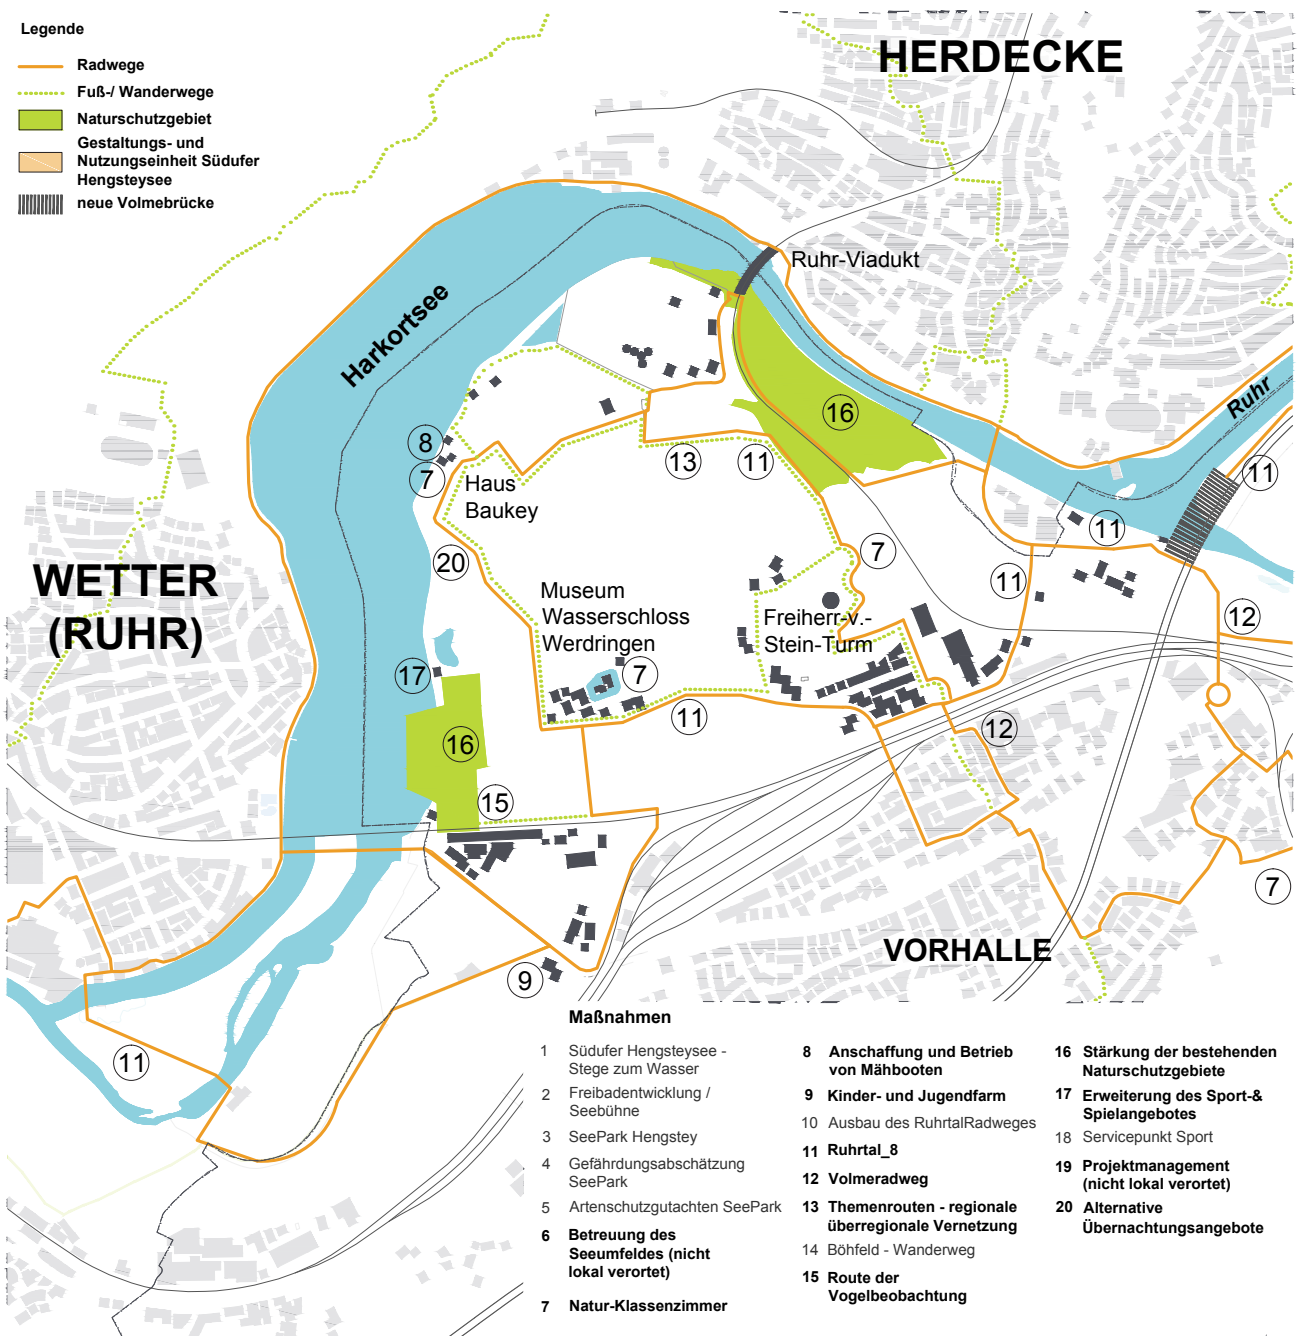 Legende
Radwege
Fuß-/ Wanderwege
Naturschutzgebiet
Gestaltungs- und
Nutzungseinheit Südufer
Hengsteysee
neue Volmebrücke
HERDECKE
Ruhr-Viadukt
Harkortsee
Ruhr
16
8
13
11
11
7
Haus
Baukey
11
20
7
WETTER
(RUHR)
Museum
Wasserschloss
Werdringen
11
Freiherr-v.-
Stein-Turm
12
17
7
11
12
16
15
7
VORHALLE
9
11
Maßnahmen
1 Südufer Hengsteysee -
Stege zum Wasser
2 Freibadentwicklung /
Seebühne
3 SeePark Hengstey
4 Gefährdungsabschätzung
SeePark
5 Artenschutzgutachten SeePark
6 Betreuung des
Seeumfeldes (nicht
lokal verortet)
7 Natur-Klassenzimmer
8 Anschaffung und Betrieb
von Mähbooten
9 Kinder- und Jugendfarm
10 Ausbau des RuhrtalRadweges
11 Ruhrtal_8
12 Volmeradweg
13 Themenrouten - regionale
überregionale Vernetzung
14 Böhfeld - Wanderweg
15 Route der
Vogelbeobachtung
16 Stärkung der bestehenden
Naturschutzgebiete
17 Erweiterung des Sport-&
Spielangebotes
18 Servicepunkt Sport
19 Projektmanagement
(nicht lokal verortet)
20 Alternative
Übernachtungsangebote